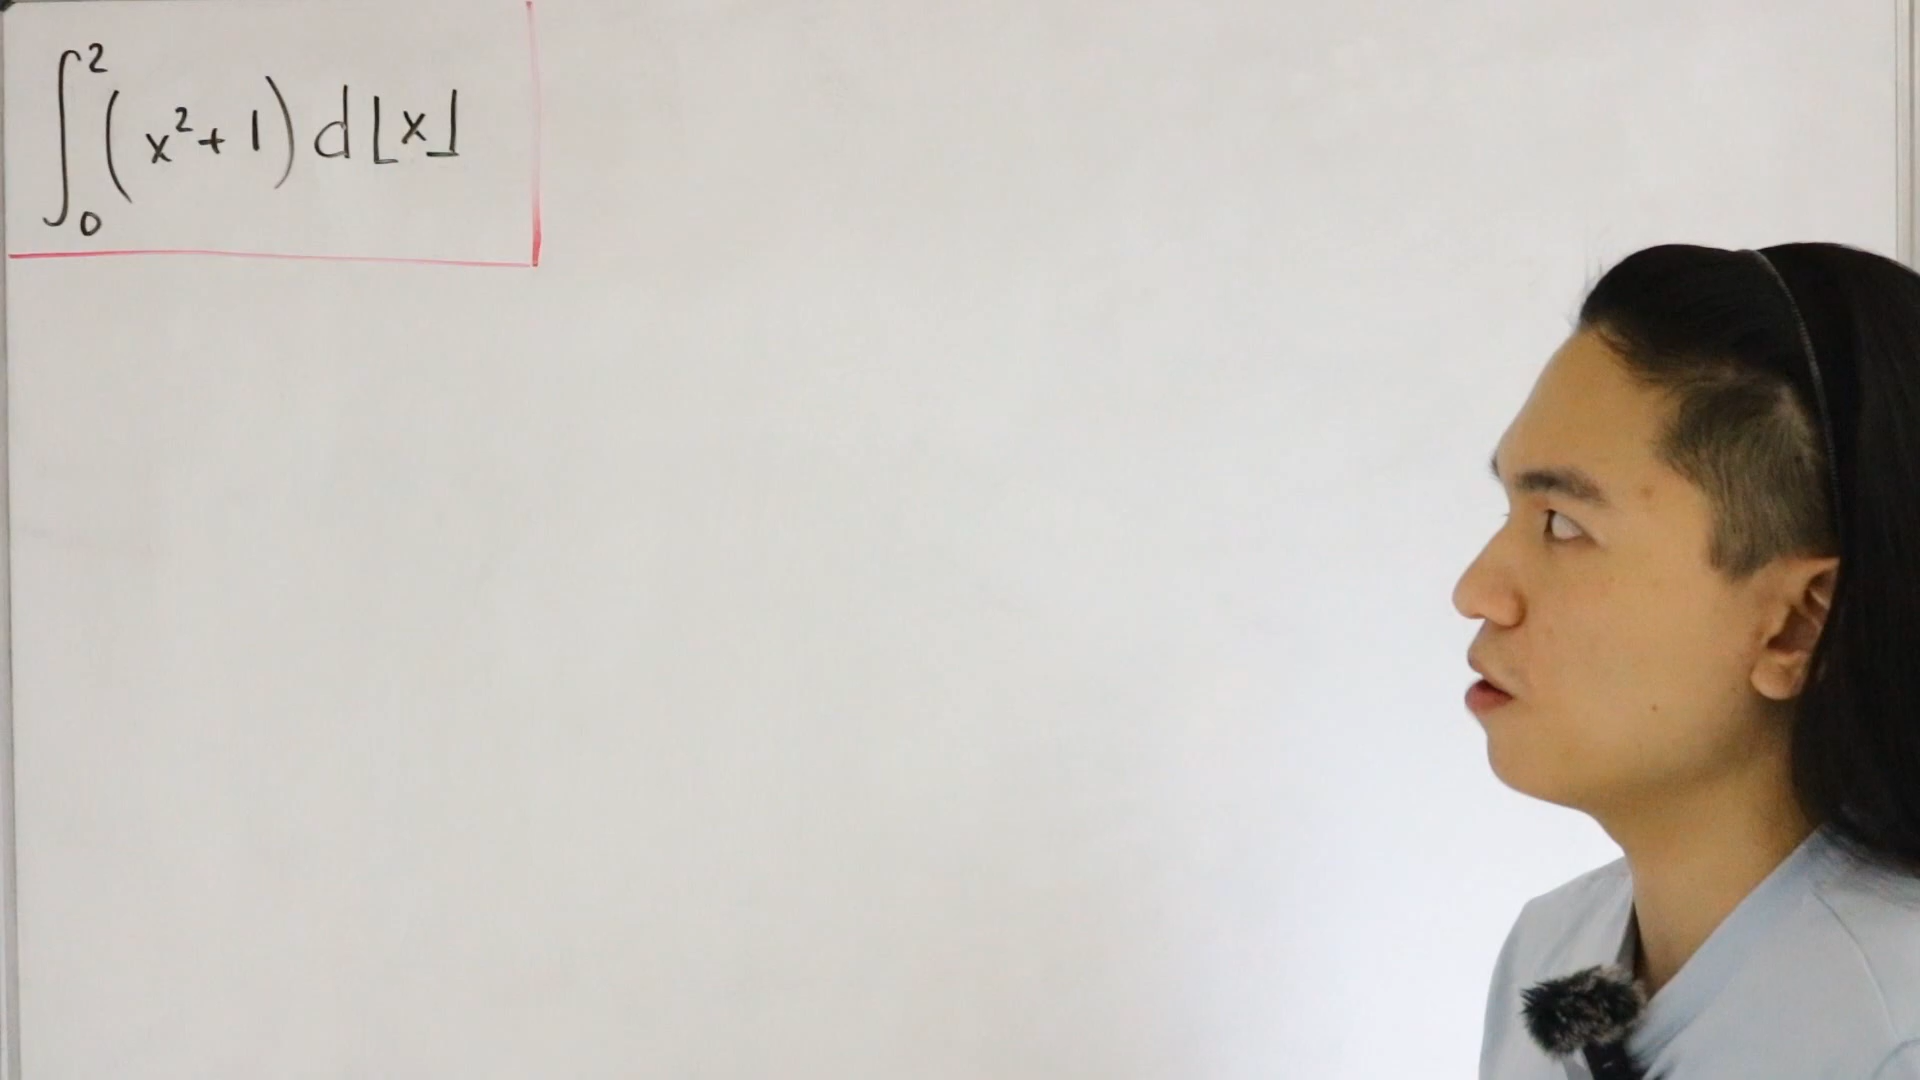 ∫₀² (x² + 1) d⌊x⌋